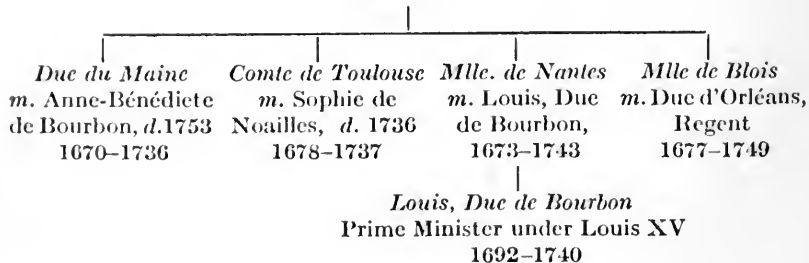 Duc du Maine Comte de Toulouse Mlle. de Nantes Mlle de Blois
m. Anne-Bénédicte m. Sophie de m. Louis, Duc m. Duc d'Orléans,
de Bourbon, d. 1753 Noailles, d. 1736 de Bourbon, Regent
1670–1736 1678–1737 1673–1743 1677–1749
Louis, Duc de Bourbon
Prime Minister under Louis XV
1692–1740